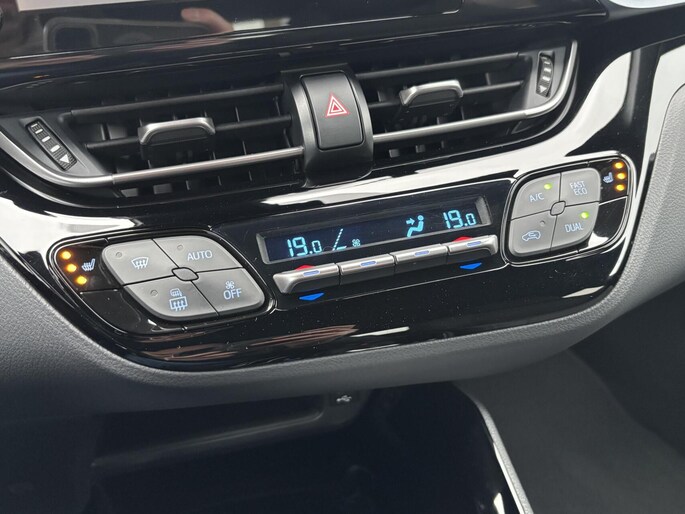 AUTO
OFF
19.0
19.0
A/C
FAST
ECO
DUAL